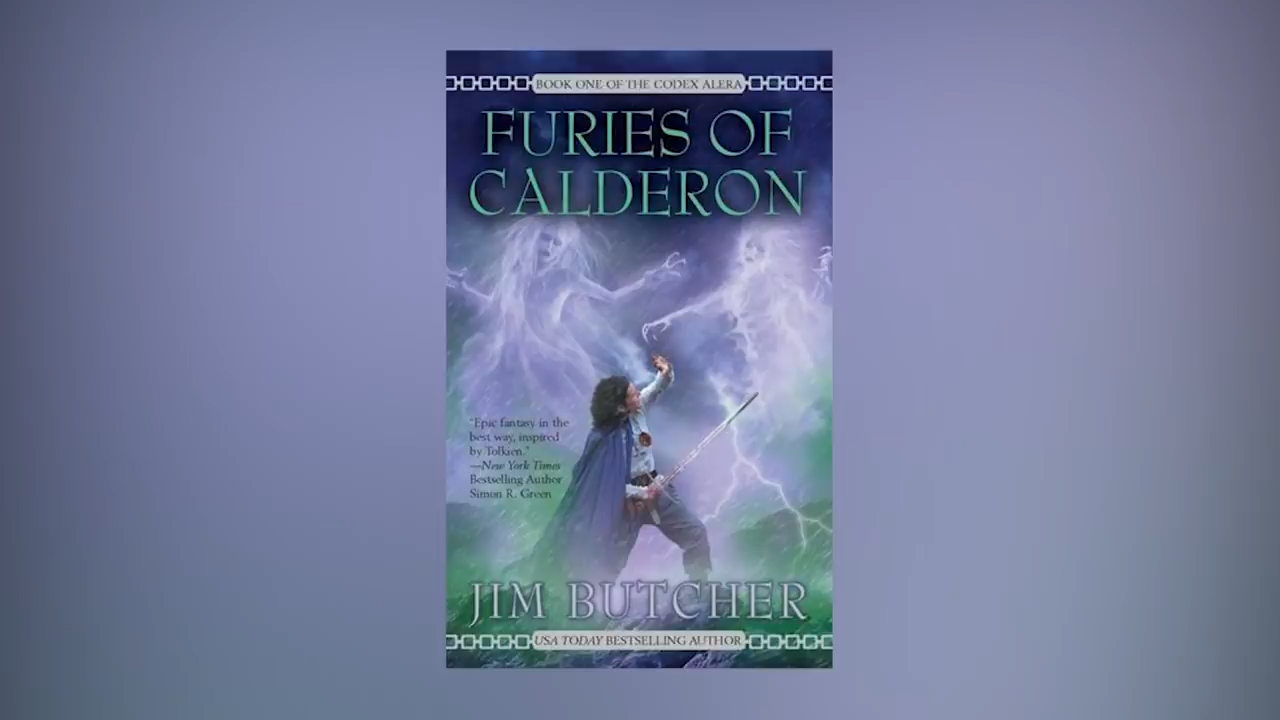 BOOK ONE OF THE CODEX ALERA
FURIES OF
CALDERON
"Epic fantasy in the
best way, inspired
by Tolkien."
—New York Times
Bestselling Author
Simon R. Green
JIM BUTCHER
USA TODAY BESTSELLING AUTHOR